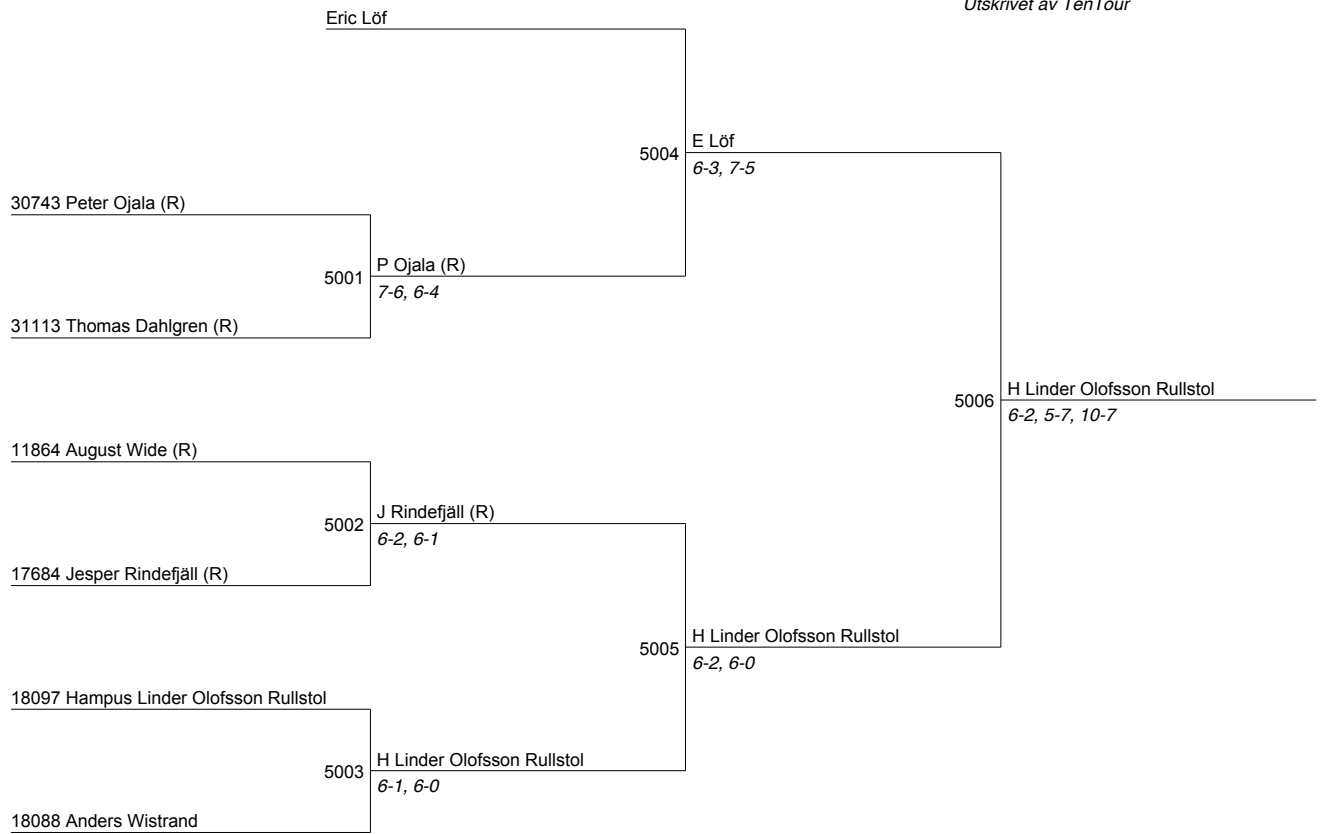 Utskrivet av TenTour
Eric Löf
E Löf
5004
6-3, 7-5
30743 Peter Ojala (R)
P Ojala (R)
5001
7-6, 6-4
31113 Thomas Dahlgren (R)
H Linder Olofsson Rullstol
5006
6-2, 5-7, 10-7
11864 August Wide (R)
J Rindefjäll (R)
5002
6-2, 6-1
17684 Jesper Rindefjäll (R)
H Linder Olofsson Rullstol
5005
6-2, 6-0
18097 Hampus Linder Olofsson Rullstol
H Linder Olofsson Rullstol
5003
6-1, 6-0
18088 Anders Wistrand